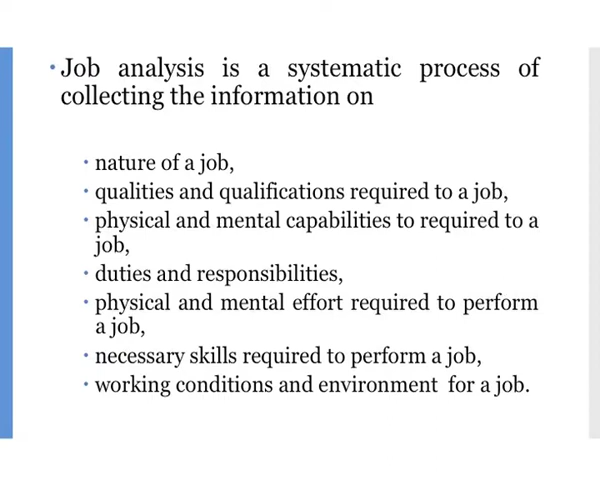 • Job analysis is a systematic process of
collecting the information on
• nature of a job,
• qualities and qualifications required to a job,
• physical and mental capabilities to required to a
job,
• duties and responsibilities,
• physical and mental effort required to perform
a job,
• necessary skills required to perform a job,
• working conditions and environment for a job.